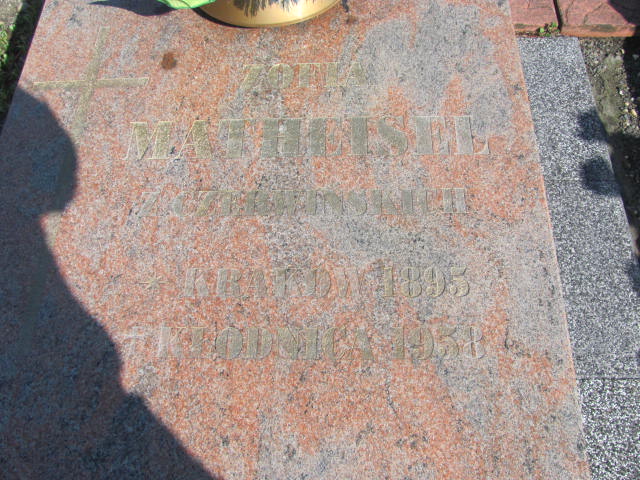 ZOFIA
MATHEISEL
Z CZERWIŃSKICH
* KRAKÓW 1895
† KŁODNICA 1958